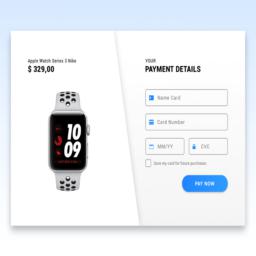 Apple Watch Series 3 Nike
$ 329,00
10
09
YOUR
PAYMENT DETAILS
Name Card
Card Number
MM/YY
CVE
Save my card for future purchases
PAY NOW